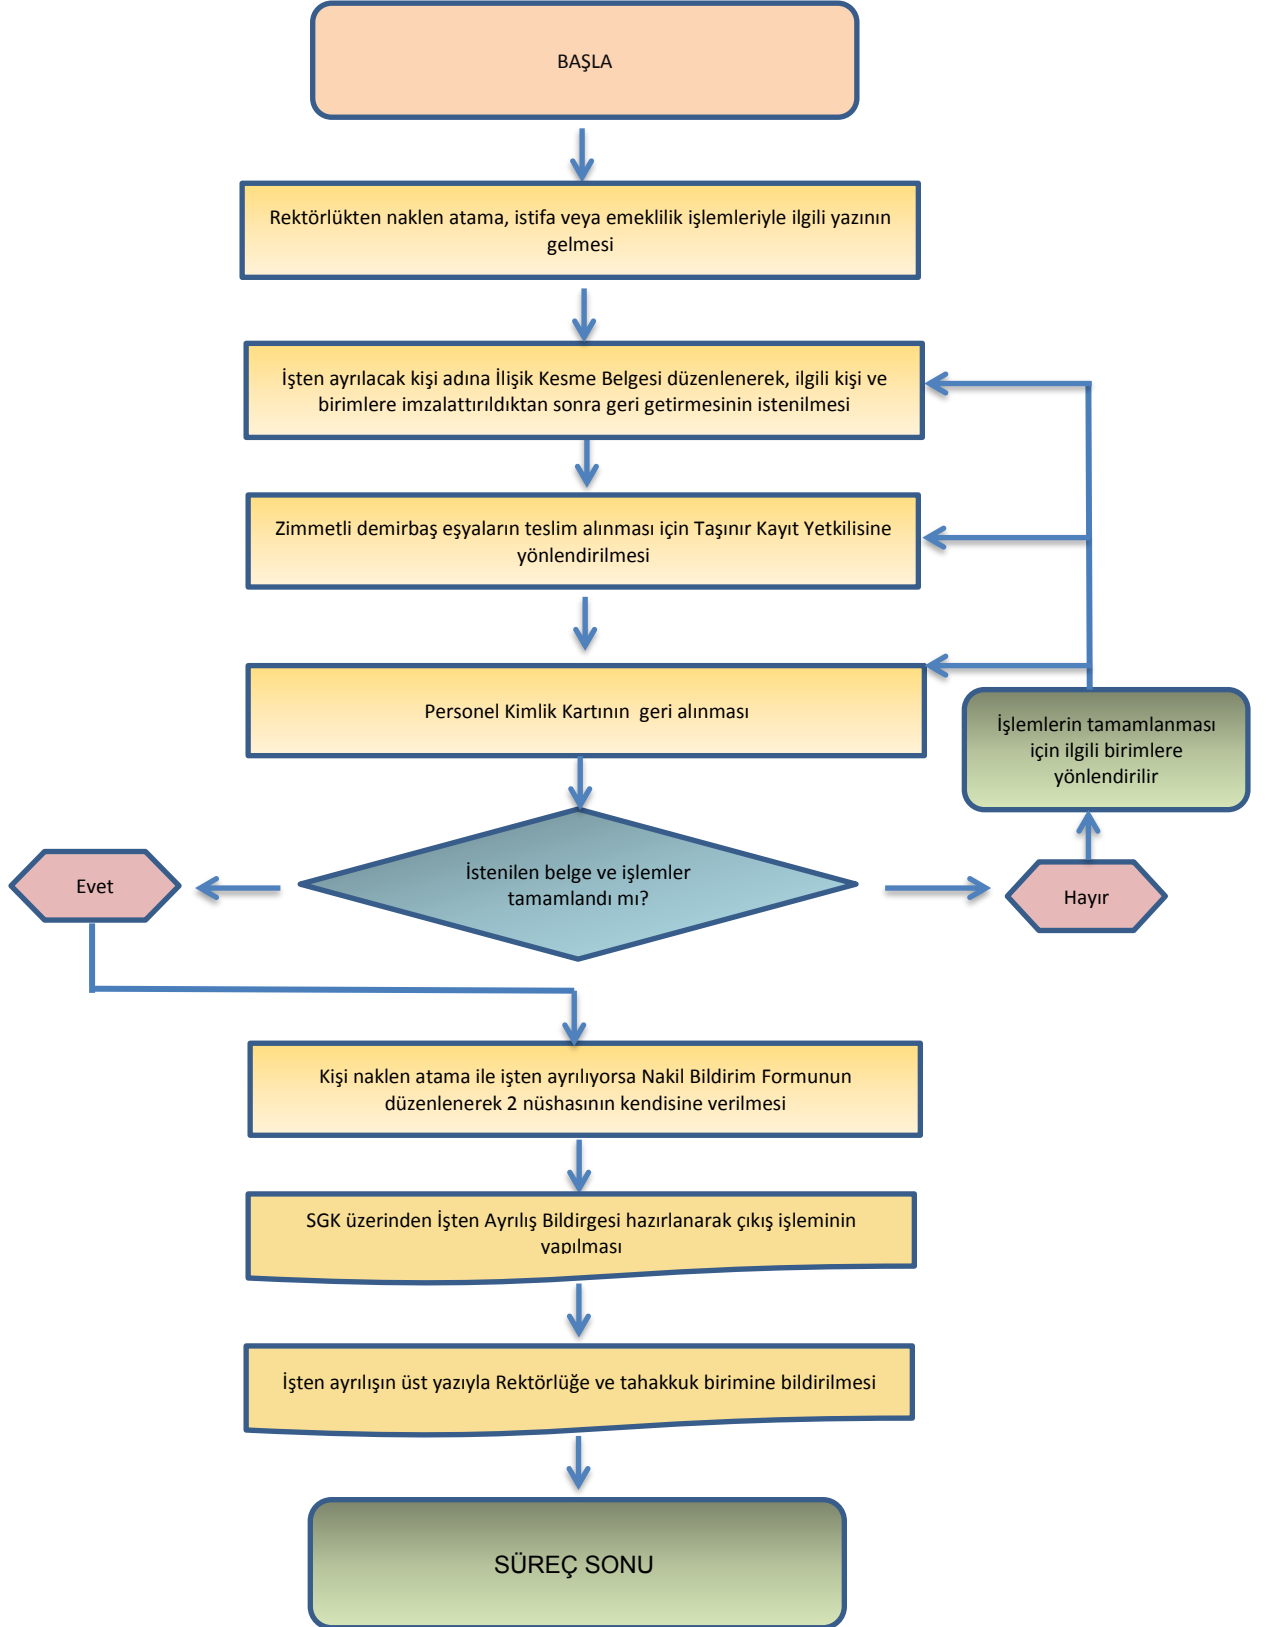 BAŞLA
Rektörlükten naklen atama, istifa veya emeklilik işlemleriyle ilgili yazının
gelmesi
İşten ayrılacak kişi adına İlişik Kesme Belgesi düzenlenerek, ilgili kişi ve
birimlere imzalattırıldıktan sonra geri getirmesinin istenilmesi
Zimmetli demirbaş eşyaların teslim alınması için Taşınır Kayıt Yetkilisine
yönlendirilmesi
Personel Kimlik Kartının  geri alınması
İşlemlerin tamamlanması
için ilgili birimlere
yönlendirilir
İstenilen belge ve işlemler
tamamlandı mı?
Evet
Hayır
Kişi naklen atama ile işten ayrılıyorsa Nakil Bildirim Formunun
düzenlenerek 2 nüshasının kendisine verilmesi
SGK üzerinden İşten Ayrılış Bildirgesi hazırlanarak çıkış işleminin
yapılması
İşten ayrılışın üst yazıyla Rektörlüğe ve tahakkuk birimine bildirilmesi
SÜREÇ SONU